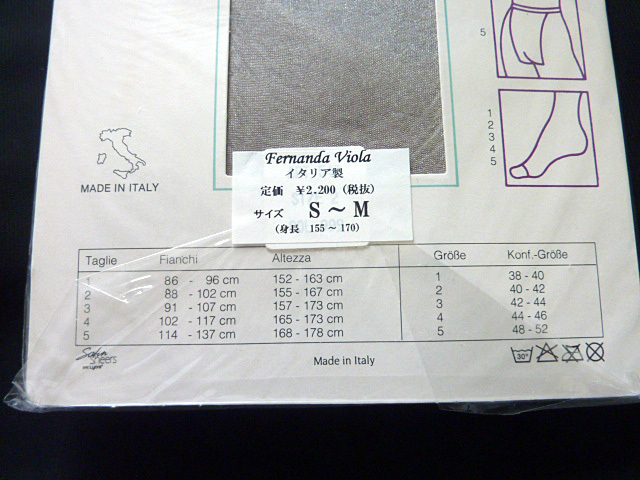 5
1
2
3
4
5
MADE IN ITALY
Fernanda Viola
イタリア製
定価 ¥2,200 (税抜)
サイズ S～M
(身長 155～170)
Taglie Fianchi Altezza Größe Konf.-Größe
1 86 - 96 cm 152 - 163 cm 1 38 - 40
2 88 - 102 cm 155 - 167 cm 2 40 - 42
3 91 - 107 cm 157 - 173 cm 3 42 - 44
4 102 - 117 cm 165 - 173 cm 4 44 - 46
5 114 - 137 cm 168 - 178 cm 5 48 - 52
Satin
sheers
Made in Italy
30°